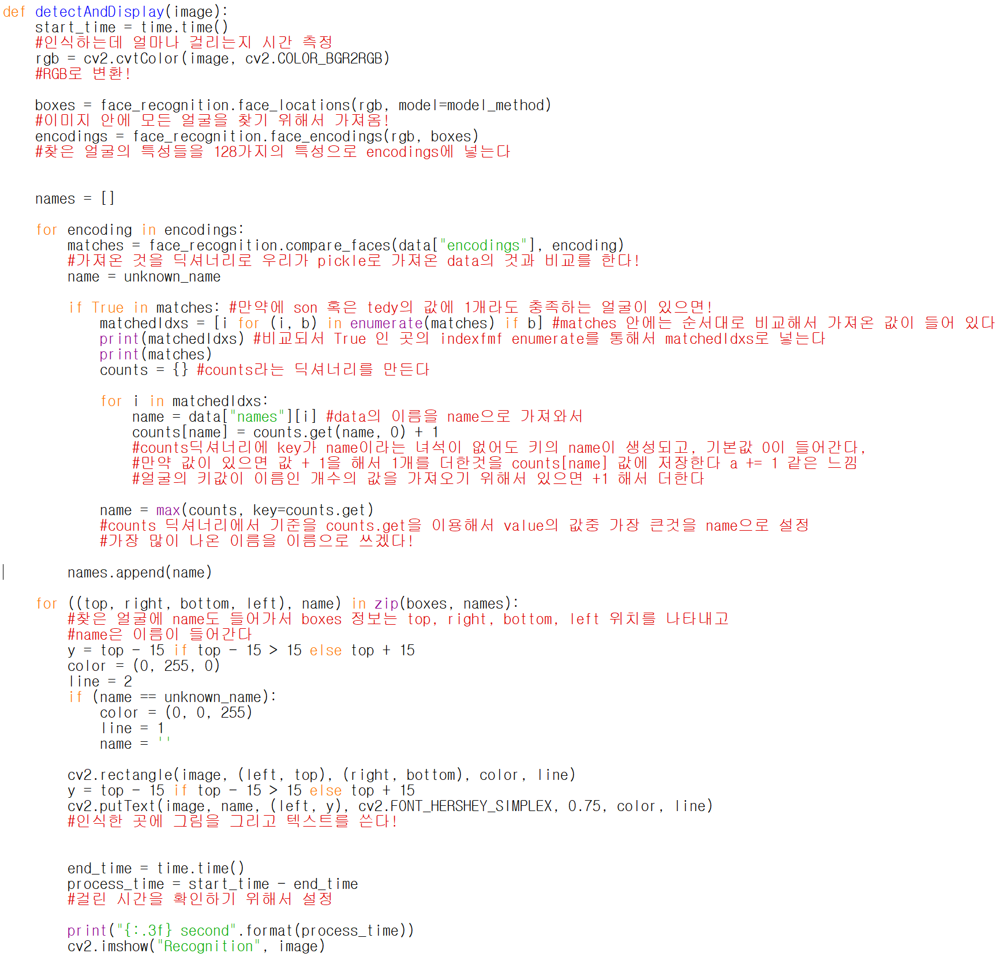 def detectAndDisplay(image):
    start_time = time.time()
    #인식하는데 얼마나 걸리는지 시간 측정
    rgb = cv2.cvtColor(image, cv2.COLOR_BGR2RGB)
    #RGB로 변환!

    boxes = face_recognition.face_locations(rgb, model=model_method)
    #이미지 안에 모든 얼굴을 찾기 위해서 가져옴!
    encodings = face_recognition.face_encodings(rgb, boxes)
    #찾은 얼굴의 특성들을 128가지의 특성으로 encodings에 넣는다


    names = []

    for encoding in encodings:
        matches = face_recognition.compare_faces(data["encodings"], encoding)
        #가져온 것을 딕셔너리로 우리가 pickle로 가져온 data의 것과 비교를 한다!
        name = unknown_name

        if True in matches: #만약에 son 혹은 tedy의 값에 1개라도 충족하는 얼굴이 있으면!
            matchedIdxs = [i for (i, b) in enumerate(matches) if b] #matches 안에는 순서대로 비교해서 가져온 값이 들어 있다
            print(matchedIdxs) #비교되서 True 인 곳의 indexfmf enumerate를 통해서 matchedIdxs로 넣는다
            print(matches)
            counts = {} #counts라는 딕셔너리를 만든다

            for i in matchedIdxs:
                name = data["names"][i] #data의 이름을 name으로 가져와서
                counts[name] = counts.get(name, 0) + 1
                #counts딕셔너리에 key가 name이라는 녀석이 없어도 키의 name이 생성되고, 기본값 0이 들어간다,
                #만약 값이 있으면 값 + 1을 해서 1개를 더한것을 counts[name] 값에 저장한다 a += 1 같은 느낌
                #얼굴의 키값이 이름인 개수의 값을 가져오기 위해서 있으면 +1 해서 더한다

            name = max(counts, key=counts.get)
            #counts 딕셔너리에서 기준을 counts.get을 이용해서 value의 값중 가장 큰것을 name으로 설정
            #가장 많이 나온 이름을 이름으로 쓰겠다!

        names.append(name)

    for ((top, right, bottom, left), name) in zip(boxes, names):
        #찾은 얼굴에 name도 들어가서 boxes 정보는 top, right, bottom, left 위치를 나타내고
        #name은 이름이 들어간다
        y = top - 15 if top - 15 > 15 else top + 15
        color = (0, 255, 0)
        line = 2
        if (name == unknown_name):
            color = (0, 0, 255)
            line = 1
            name = ''

        cv2.rectangle(image, (left, top), (right, bottom), color, line)
        y = top - 15 if top - 15 > 15 else top + 15
        cv2.putText(image, name, (left, y), cv2.FONT_HERSHEY_SIMPLEX, 0.75, color, line)
        #인식한 곳에 그림을 그리고 텍스트를 쓴다!


        end_time = time.time()
        process_time = start_time - end_time
        #걸린 시간을 확인하기 위해서 설정

        print("{:.3f} second".format(process_time))
        cv2.imshow("Recognition", image)